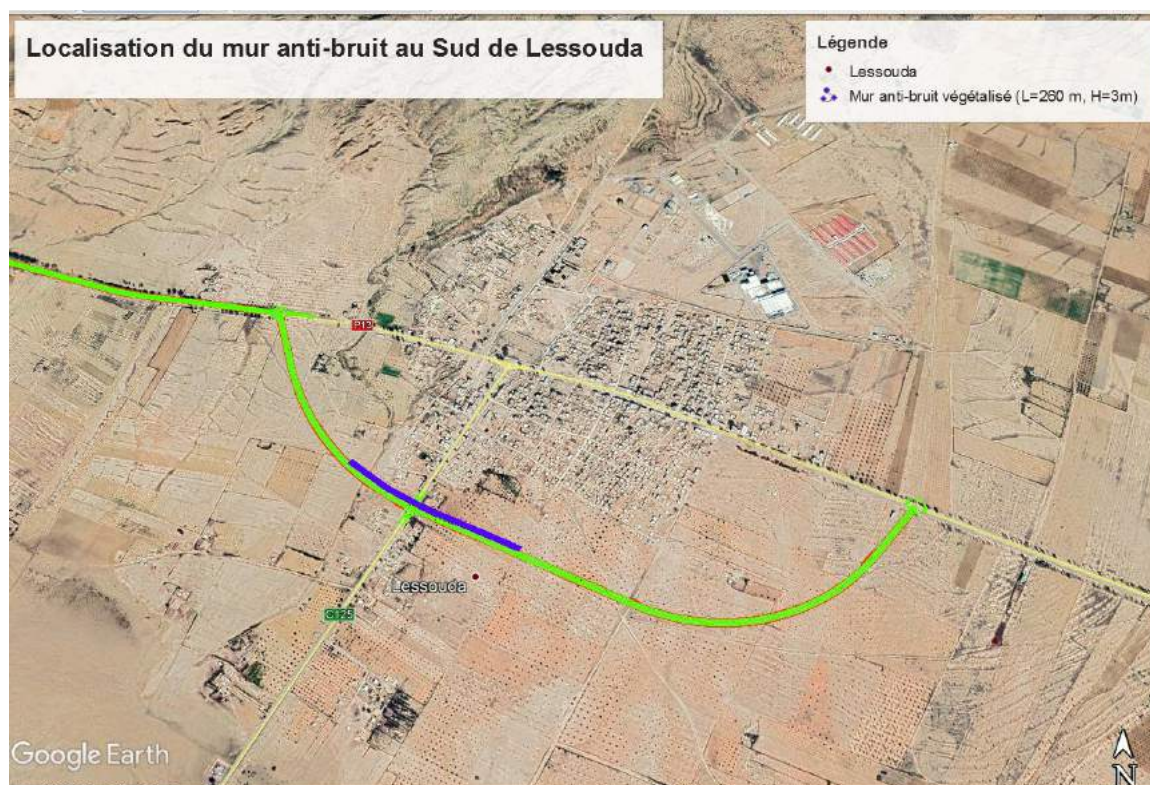 Localisation du mur anti-bruit au Sud de Lessouda
Légende
Lessouda
Mur anti-bruit végétalisé (L=260 m, H=3m)
P13
Lessouda
C125
Google Earth
N